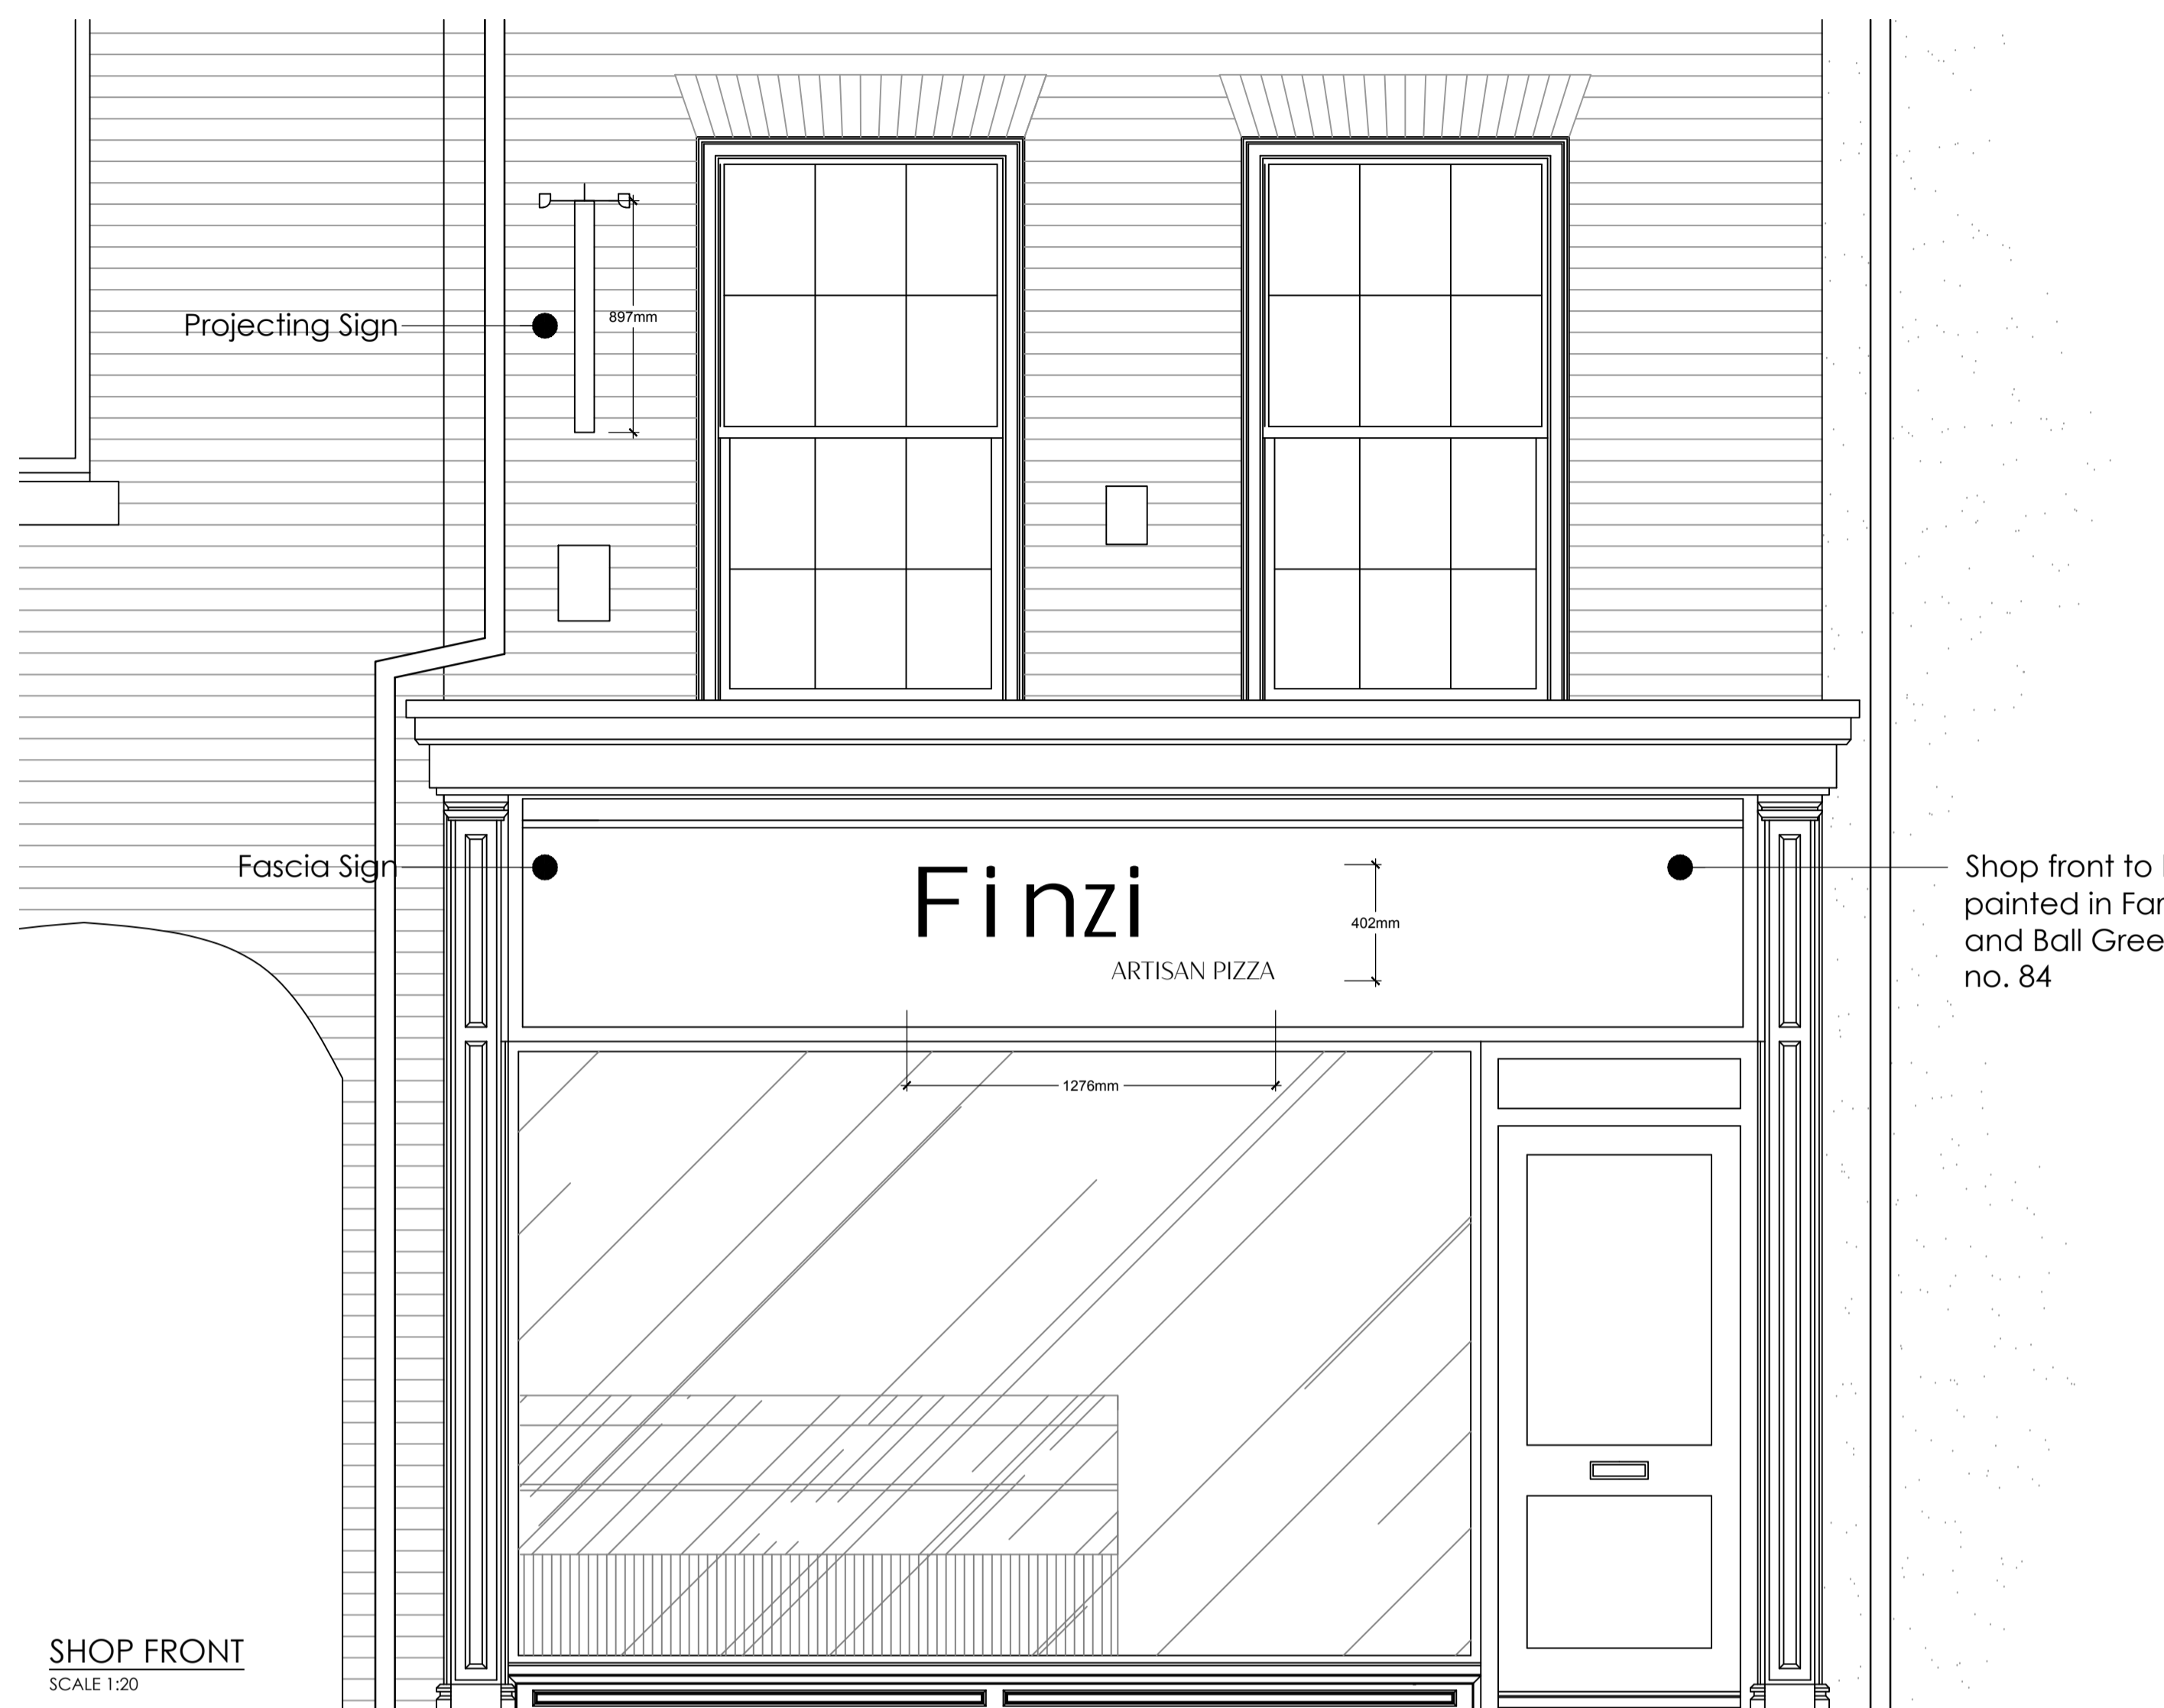 Projecting Sign
897mm
Fascia Sign
Finzi
ARTISAN PIZZA
402mm
1276mm
Shop front to
painted in
and Ball
no. 84
SHOP FRONT
SCALE 1:20